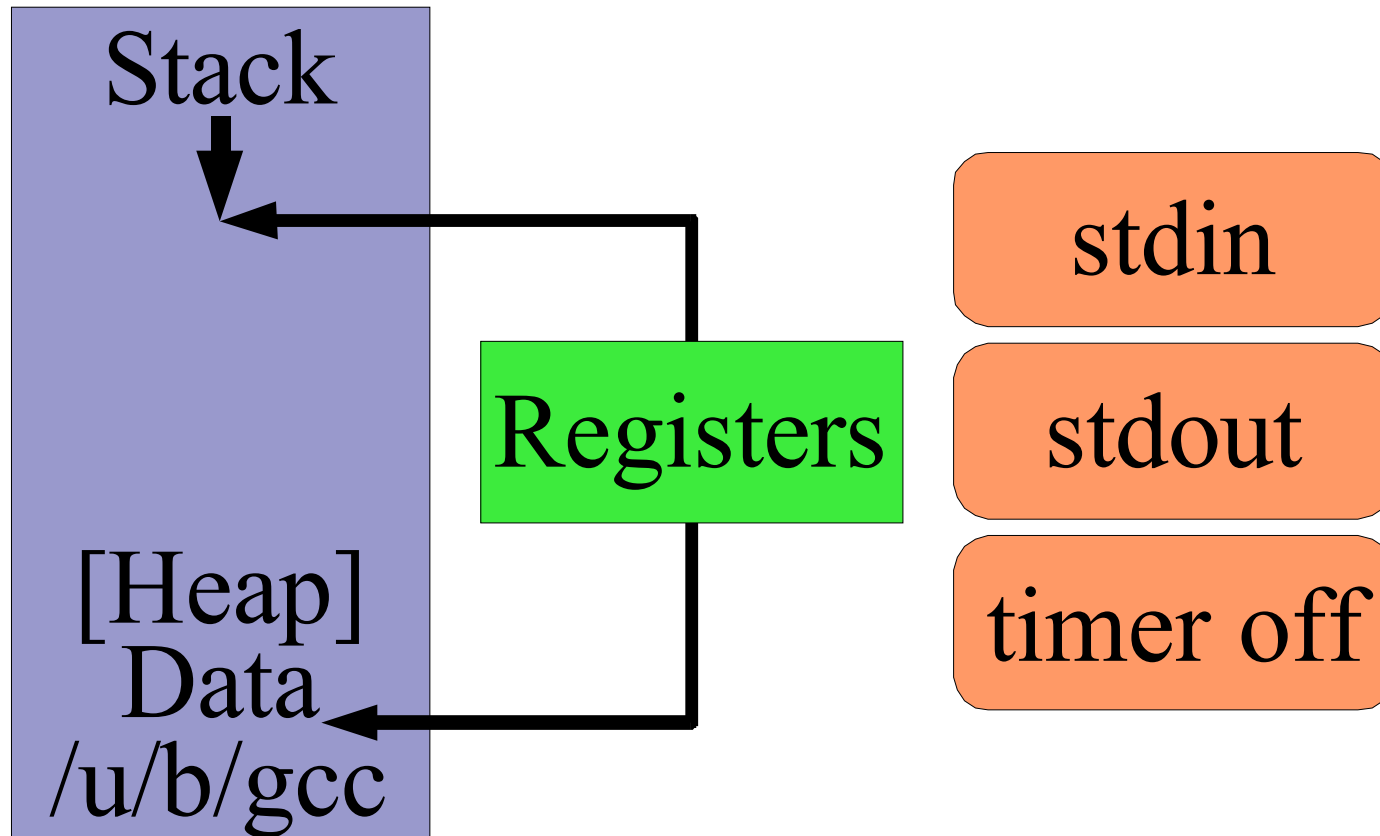 Stack
[Heap]
Data
/u/b/gcc
Registers
stdin
stdout
timer off